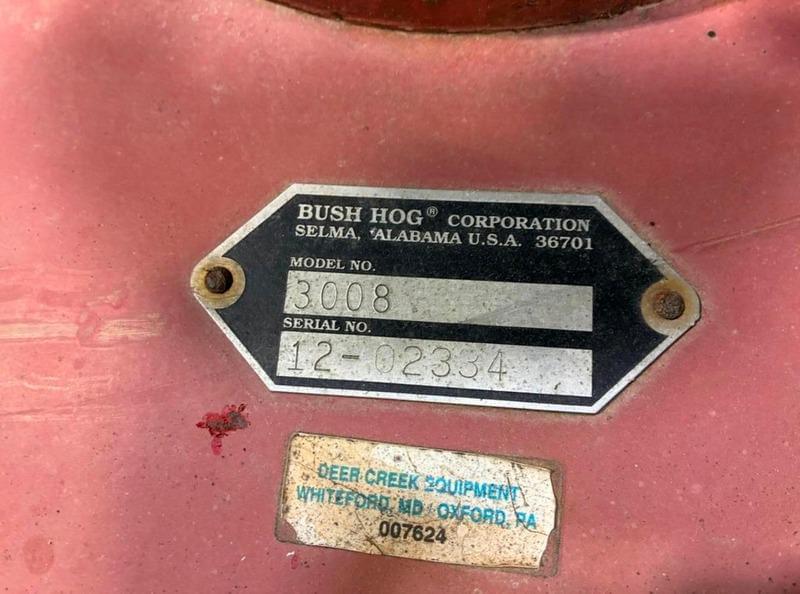 BUSH HOG® CORPORATION
SELMA, ALABAMA U.S.A. 36701
MODEL NO.
3008
SERIAL NO.
12-02334
DEER CREEK EQUIPMENT
WHITEFORD, MD / OXFORD, PA
007624